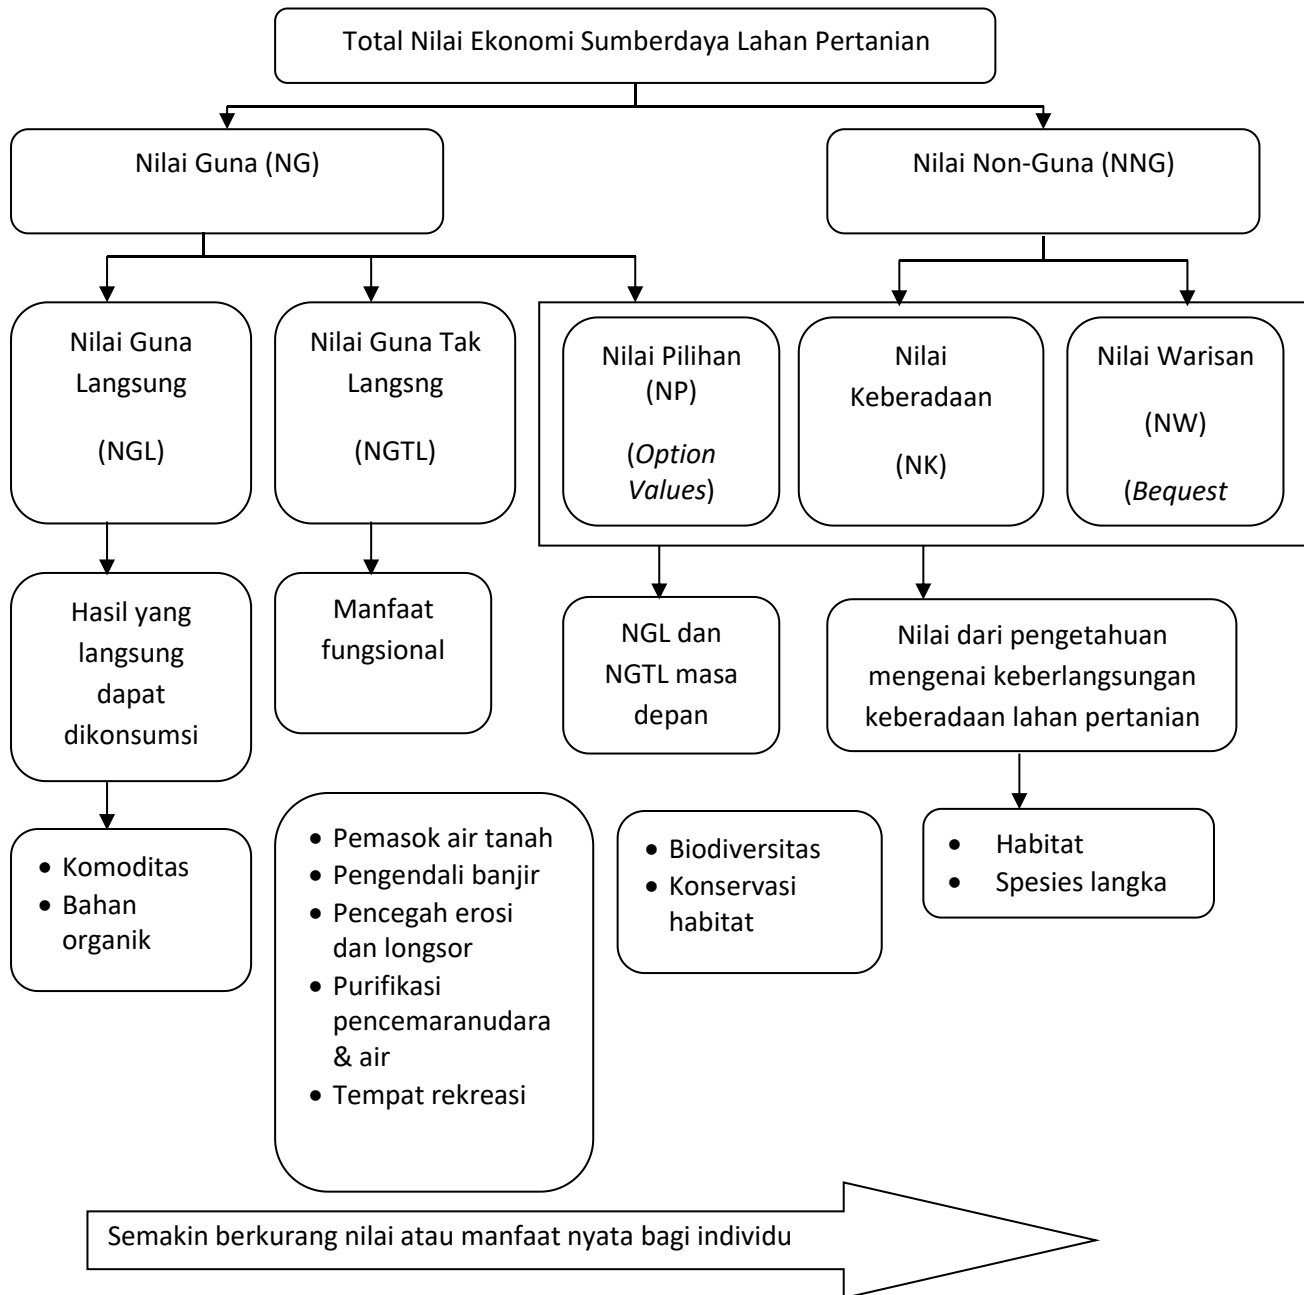 Total Nilai Ekonomi Sumberdaya Lahan Pertanian
Nilai Guna (NG)
Nilai Non-Guna (NNG)
Nilai Guna
Langsung
(NGL)
Nilai Guna Tak
Langsng
(NGTL)
Nilai Pilihan
(NP)
(Option
Values)
Nilai
Keberadaan
(NK)
Nilai Warisan
(NW)
(Bequest
Hasil yang
langsung
dapat
dikonsumsi
Manfaat
fungsional
NGL dan
NGTL masa
depan
Nilai dari pengetahuan
mengenai keberlangsungan
keberadaan lahan pertanian
• Komoditas
• Bahan
organik
• Pemasok air tanah
• Pengendali banjir
• Pencegah erosi
dan longsor
• Purifikasi
pencemaranudara
& air
• Tempat rekreasi
• Biodiversitas
• Konservasi
habitat
• Habitat
• Spesies langka
Semakin berkurang nilai atau manfaat nyata bagi individu